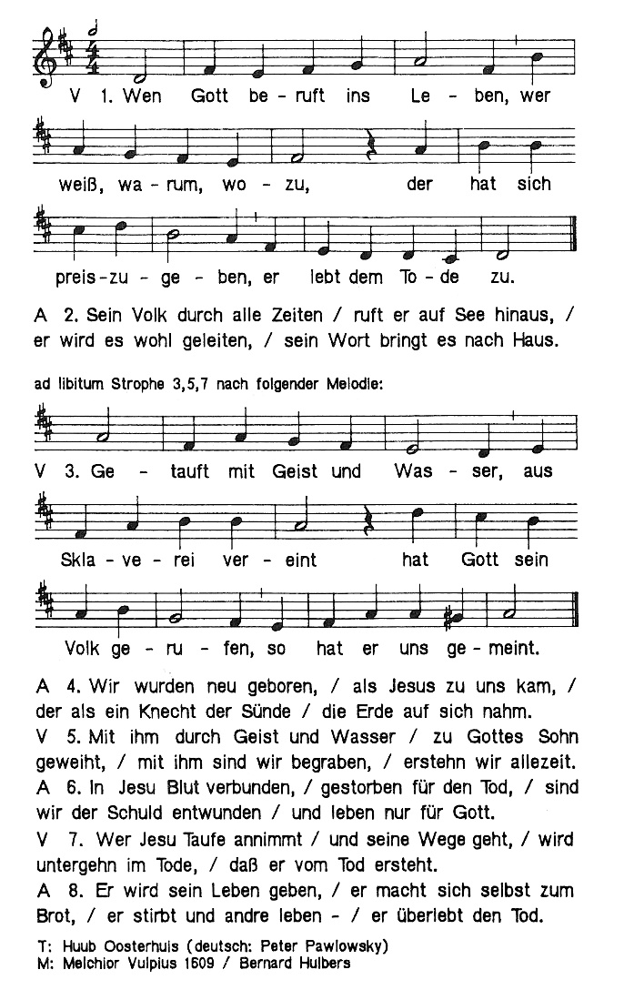 V 1. Wen Gott be - ruft ins Le - ben, wer
weiß, wa - rum, wo - zu, der hat sich
preis - zu - ge - ben, er lebt dem To - de zu.
A 2. Sein Volk durch alle Zeiten / ruft er auf See hinaus, /
er wird es wohl geleiten, / sein Wort bringt es nach Haus.
ad libitum Strophe 3,5,7 nach folgender Melodie:
V 3. Ge - tauft mit Geist und Was - ser, aus
Skla - ve - rei ver - eint hat Gott sein
Volk ge - ru - fen, so hat er uns ge - meint.
A 4. Wir wurden neu geboren, / als Jesus zu uns kam, /
der als ein Knecht der Sünde / die Erde auf sich nahm.
V 5. Mit ihm durch Geist und Wasser / zu Gottes Sohn
geweiht, / mit ihm sind wir begraben, / erstehn wir allezeit.
A 6. In Jesu Blut verbunden, / gestorben für den Tod, / sind
wir der Schuld entwunden / und leben nur für Gott.
V 7. Wer Jesu Taufe annimmt / und seine Wege geht, / wird
untergehn im Tode, / daß er vom Tod ersteht.
A 8. Er wird sein Leben geben, / er macht sich selbst zum
Brot, / er stirbt und andre leben - / er überlebt den Tod.
T: Huub Oosterhuis (deutsch: Peter Pawlowsky)
M: Melchior Vulpius 1609 / Bernard Hulbers